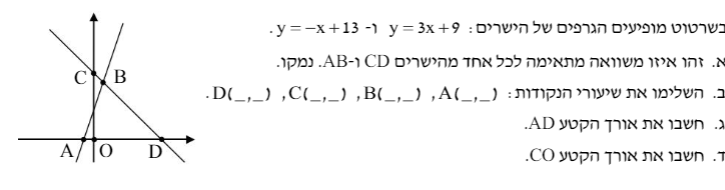 בשרטוט מופיעים הגרפים של הישרים: y = 3x + 9 ו- y = −x + 13.
א. זהו איזו משוואה מתאימה לכל אחד מהישרים CD ו-AB. נמקו.
ב. השלימו את שיעורי הנקודות: A(_,_), B(_,_), C(_,_), D(_,_).
ג. חשבו את אורך הקטע AD.
ד. חשבו את אורך הקטע CO.
C B
A O D